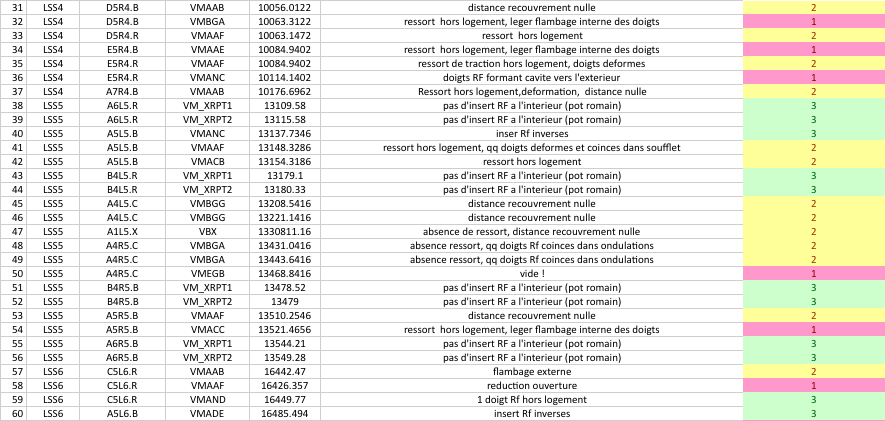 31 LSS4 D5R4.B VMAAB 10056.0122 distance recouvrement nulle 2
32 LSS4 D5R4.B VMBGA 10063.3122 ressort hors logement, leger flambage interne des doigts 1
33 LSS4 D5R4.B VMAAF 10063.1472 ressort hors logement 2
34 LSS4 E5R4.B VMAAE 10084.9402 ressort hors logement, leger flambage interne des doigts 1
35 LSS4 E5R4.R VMAAF 10084.9402 ressort de traction hors logement, doigts deformes 2
36 LSS4 E5R4.R VMANC 10114.1402 doigts RF formant cavite vers l'exterieur 1
37 LSS4 A7R4.B VMAAB 10176.6962 Ressort hors logement,deformation, distance nulle 2
38 LSS5 A6L5.R VM_XRPT1 13109.58 pas d'insert RF a l'interieur (pot romain) 3
39 LSS5 A6L5.R VM_XRPT2 13115.58 pas d'insert RF a l'interieur (pot romain) 3
40 LSS5 A5L5.B VMANC 13137.7346 inser Rf inverses 3
41 LSS5 A5L5.B VMAAF 13148.3286 ressort hors logement, qq doigts deformes et coinces dans soufflet 2
42 LSS5 A5L5.B VMACB 13154.3186 ressort hors logement 2
43 LSS5 B4L5.R VM_XRPT1 13179.1 pas d'insert RF a l'interieur (pot romain) 3
44 LSS5 B4L5.R VM_XRPT2 13180.33 pas d'insert RF a l'interieur (pot romain) 3
45 LSS5 A4L5.C VMBGG 13208.5416 distance recouvrement nulle 2
46 LSS5 A4L5.C VMBGG 13221.1416 distance recouvrement nulle 2
47 LSS5 A1L5.X VBX 1330811.16 absence de ressort, distance recouvrement nulle 2
48 LSS5 A4R5.C VMBGA 13431.0416 absence ressort, qq doigts Rf coinces dans ondulations 2
49 LSS5 A4R5.C VMBGA 13443.6416 absence ressort, qq doigts Rf coinces dans ondulations 2
50 LSS5 A4R5.C VMEGB 13468.8416 vide ! 1
51 LSS5 B4R5.B VM_XRPT1 13478.52 pas d'insert RF a l'interieur (pot romain) 3
52 LSS5 B4R5.B VM_XRPT2 13479 pas d'insert RF a l'interieur (pot romain) 3
53 LSS5 A5R5.B VMAAF 13510.2546 distance recouvrement nulle 2
54 LSS5 A5R5.B VMACC 13521.4656 ressort hors logement, leger flambage interne des doigts 1
55 LSS5 A6R5.B VM_XRPT1 13544.21 pas d'insert RF a l'interieur (pot romain) 3
56 LSS5 A6R5.B VM_XRPT2 13549.28 pas d'insert RF a l'interieur (pot romain) 3
57 LSS6 C5L6.R VMAAB 16442.47 flambage externe 2
58 LSS6 C5L6.R VMAAF 16426.357 reduction ouverture 1
59 LSS6 C5L6.R VMAND 16449.77 1 doigt Rf hors logement 3
60 LSS6 A5L6.B VMADE 16485.494 insert Rf inverses 3